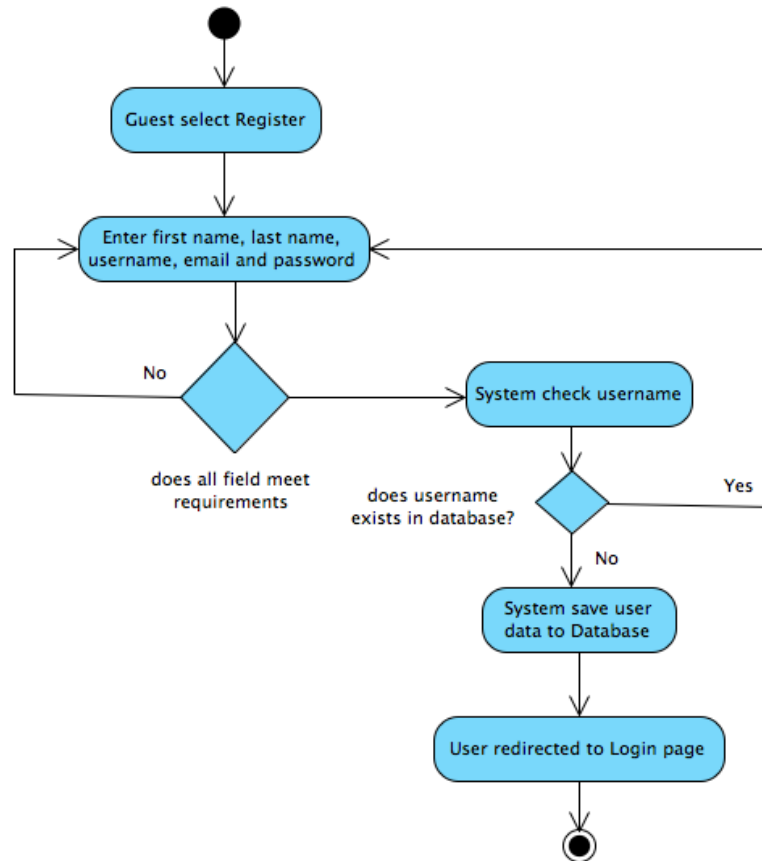 Guest select Register
Enter first name, last name,
username, email and password
No
does all field meet
requirements
System check username
does username
exists in database?
Yes
No
System save user
data to Database
User redirected to Login page